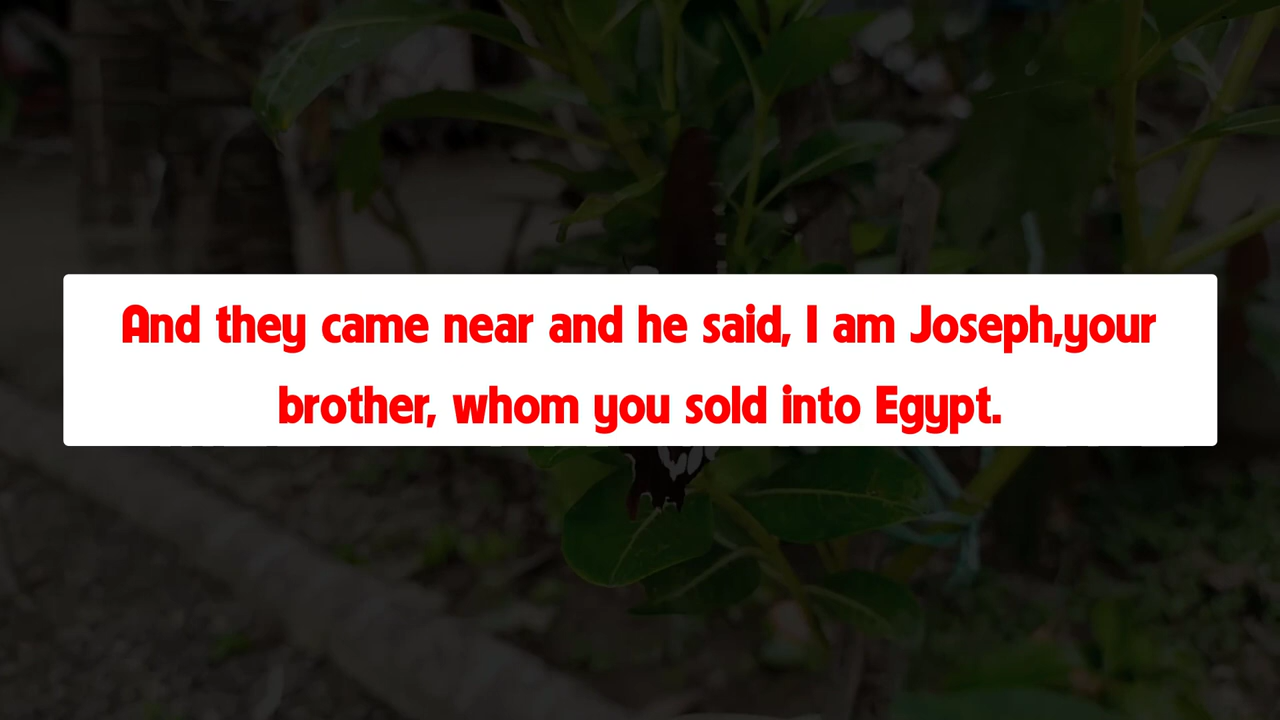 And they came near and he said, I am Joseph,your
brother, whom you sold into Egypt.